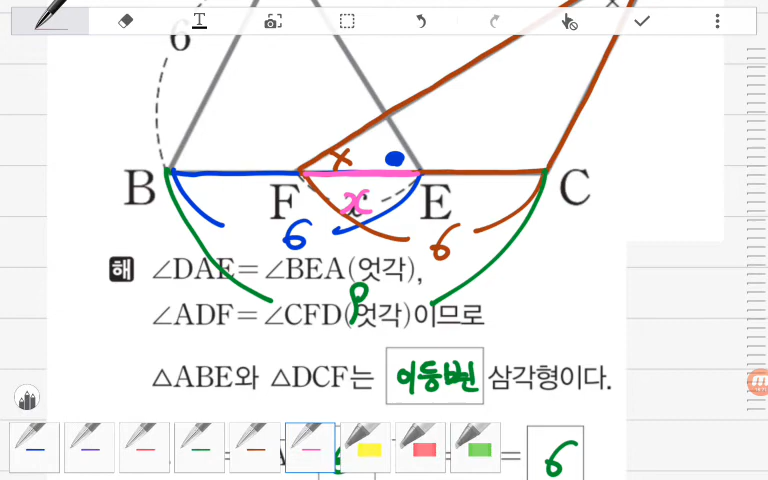 T
6
×
B F x E C
6 6
8
해 ∠DAE=∠BEA(엇각),
∠ADF=∠CFD(엇각)이므로
△ABE와 △DCF는 이등변 삼각형이다.
= 6